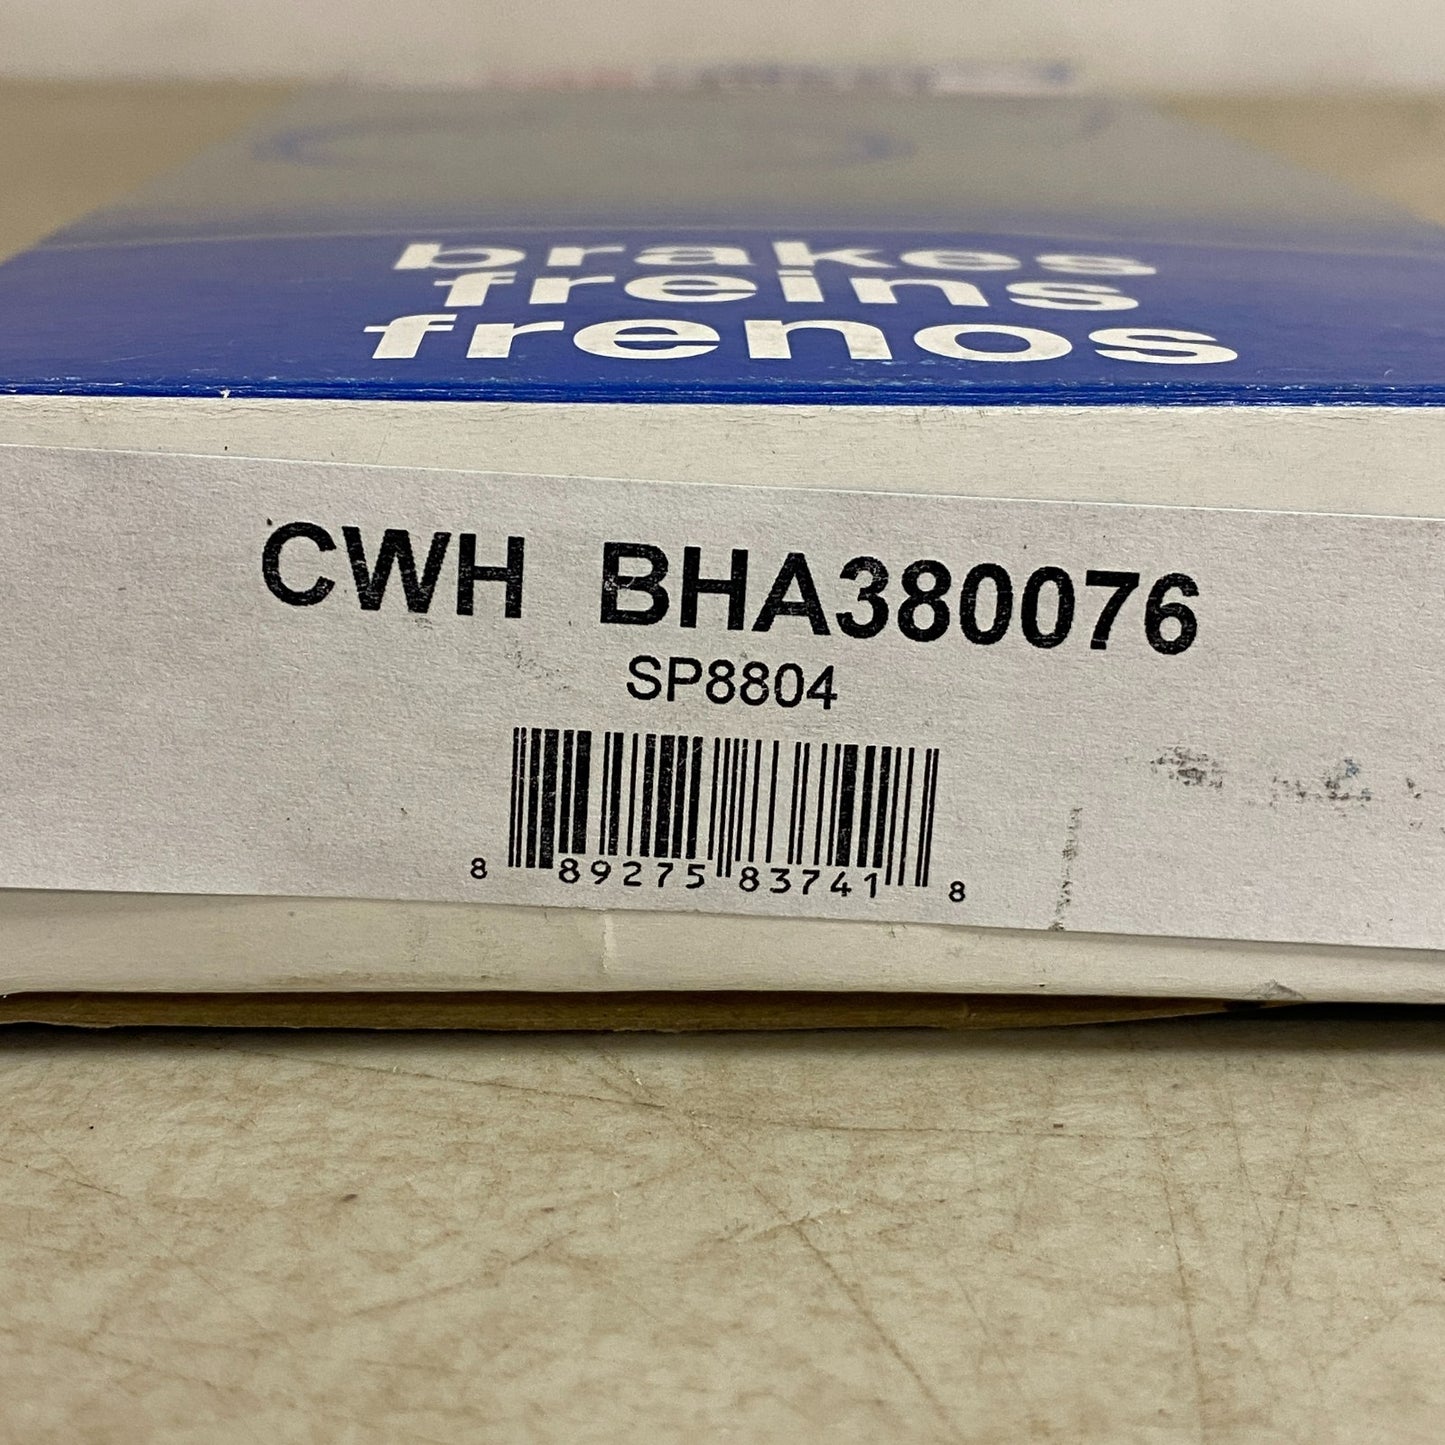 brakes
freins
frenos
CWH BHA380076
SP8804
8 89275 83741 8